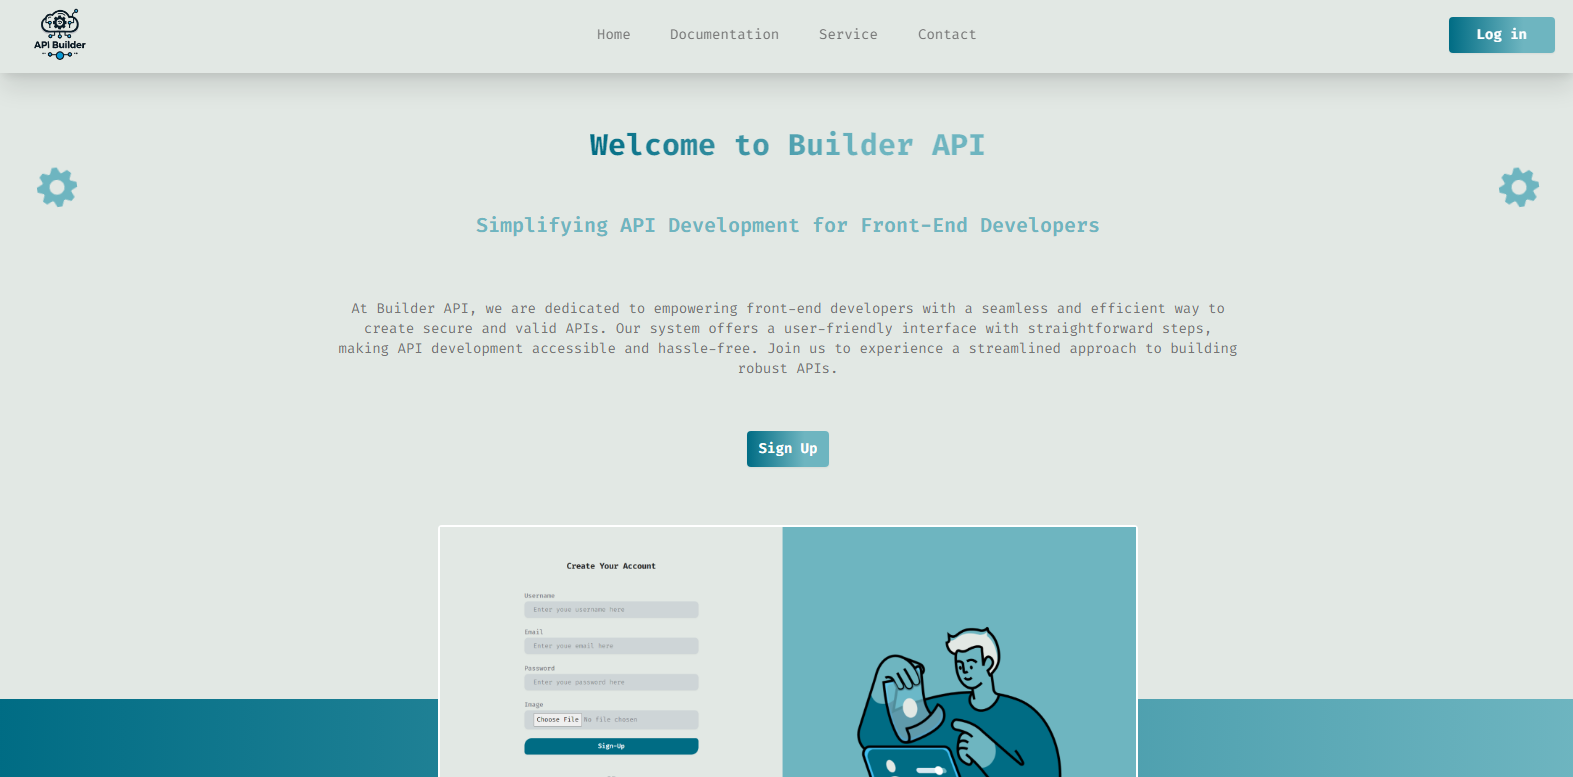 API Builder
Home
Documentation
Service
Contact
Log in
Welcome to Builder API
Simplifying API Development for Front-End Developers
At Builder API, we are dedicated to empowering front-end developers with a seamless and efficient way to
create secure and valid APIs. Our system offers a user-friendly interface with straightforward steps,
making API development accessible and hassle-free. Join us to experience a streamlined approach to building
robust APIs.
Sign Up
Create Your Account
Username
Enter youe username here
Email
Enter youe email here
Password
Enter youe password here
Image
Choose File No file chosen
Sign-Up